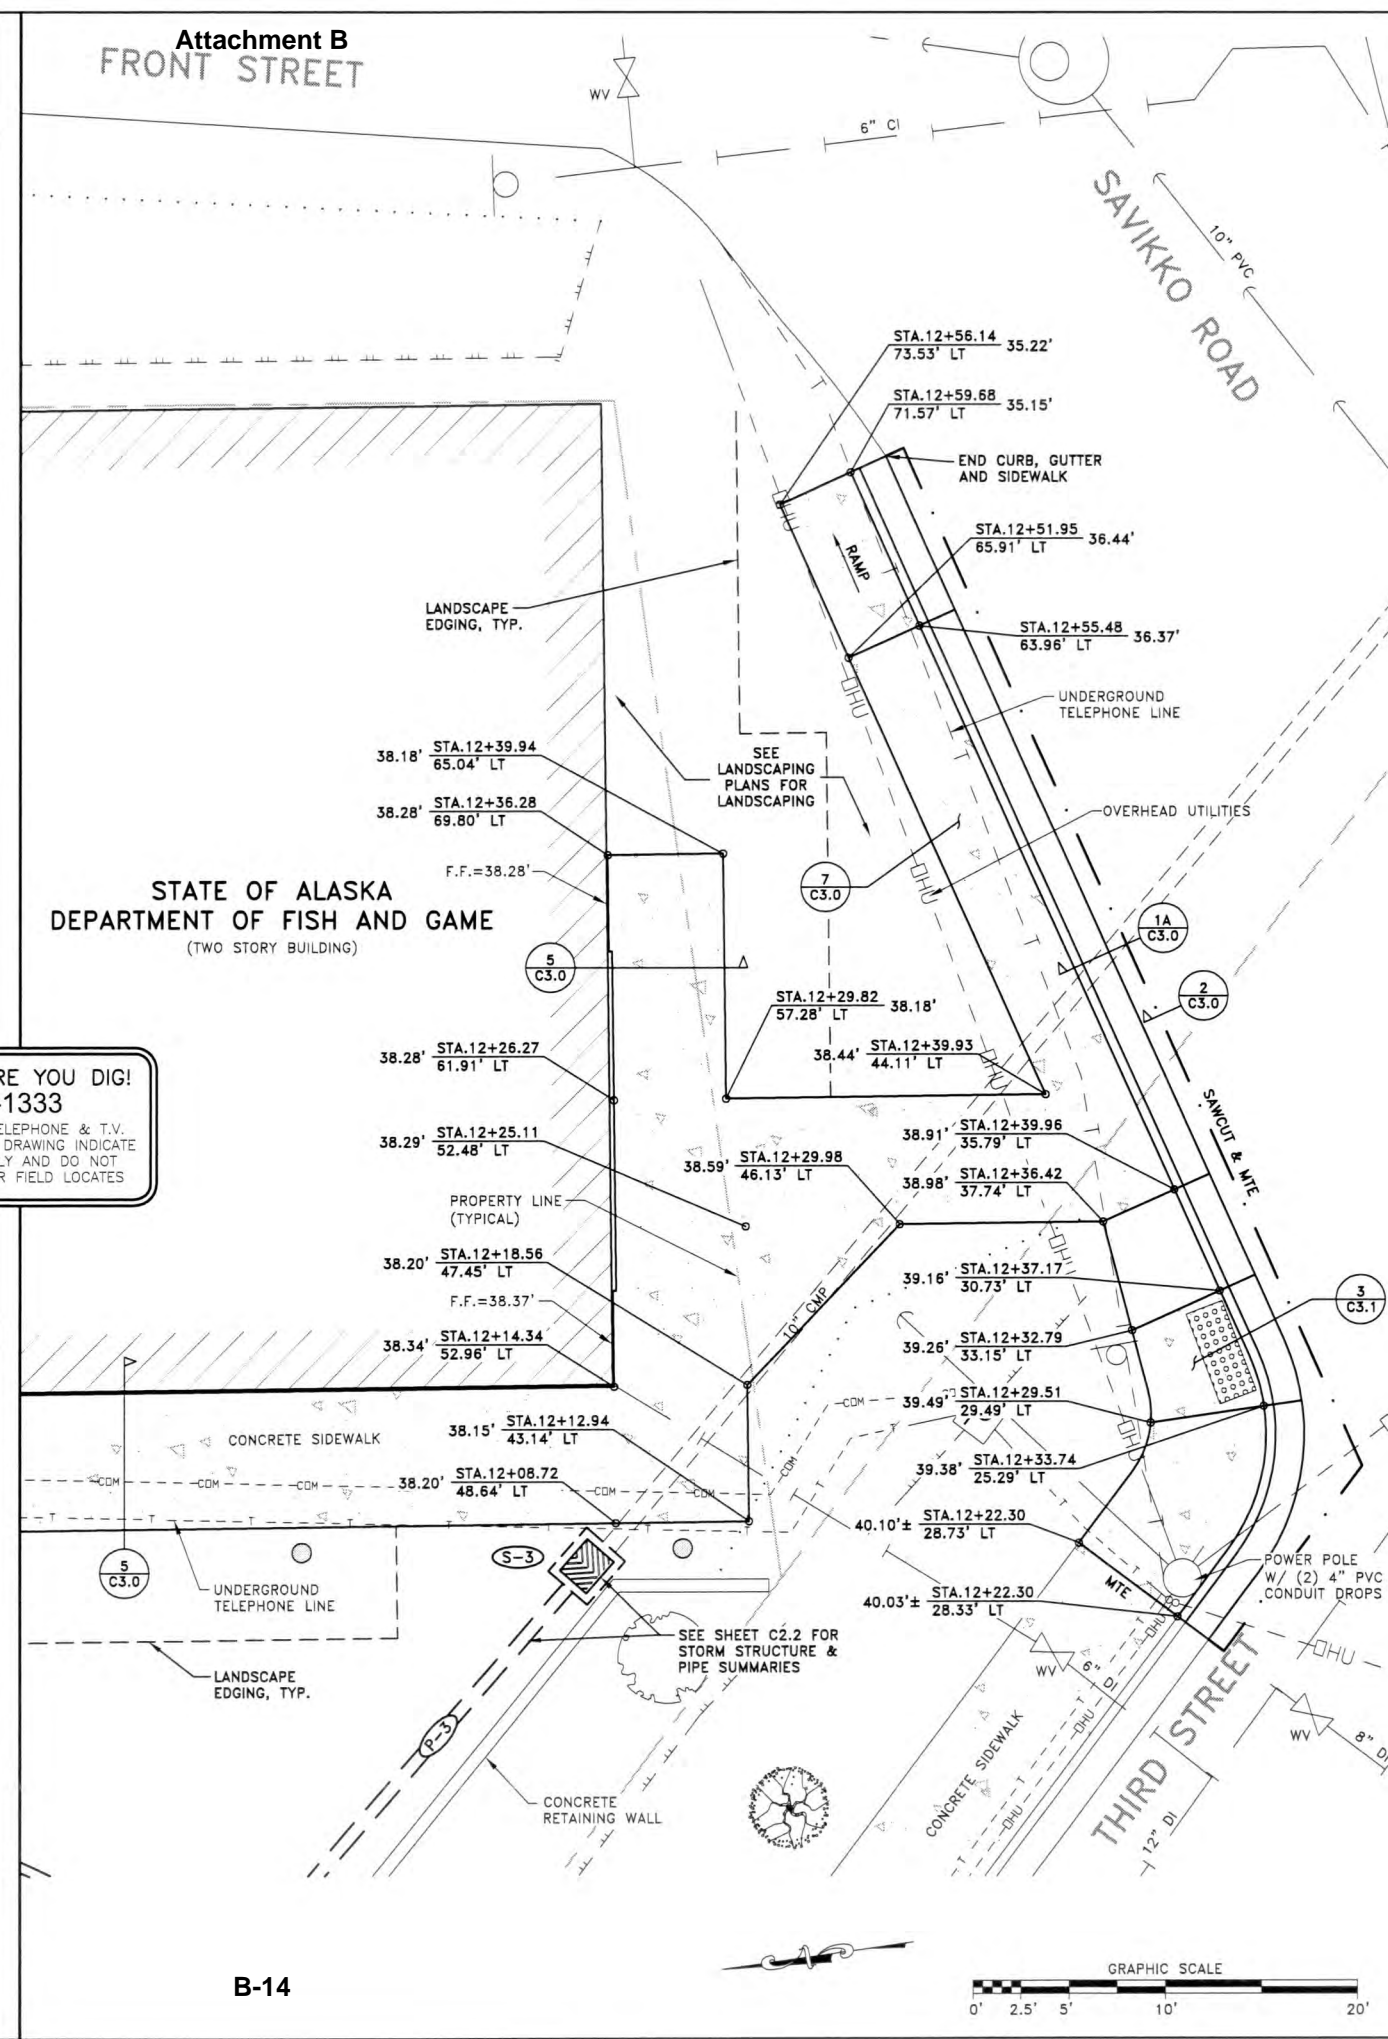 Attachment B
FRONT STREET
WV
6" CI
SAVIKKO ROAD
10" PVC
STA.12+56.14 35.22'
73.53' LT
STA.12+59.68 35.15'
71.57' LT
END CURB, GUTTER
AND SIDEWALK
T
OHU
RAMP
STA.12+51.95 36.44'
65.91' LT
LANDSCAPE
EDGING, TYP.
STA.12+55.48 36.37'
63.96' LT
OHU
UNDERGROUND
TELEPHONE LINE
38.18' STA.12+39.94
65.04' LT
SEE
LANDSCAPING
PLANS FOR
LANDSCAPING
38.28' STA.12+36.28
69.80' LT
OVERHEAD UTILITIES
F.F.=38.28'
7
C3.0
OHU
STATE OF ALASKA
DEPARTMENT OF FISH AND GAME
(TWO STORY BUILDING)
1A
C3.0
5
C3.0
2
C3.0
STA.12+29.82 38.18'
57.28' LT
38.28' STA.12+26.27
61.91' LT
38.44' STA.12+39.93
44.11' LT
OHU
RE YOU DIG!
-1333
ELEPHONE & T.V.
DRAWING INDICATE
LY AND DO NOT
R FIELD LOCATES
SAWCUT & MTE
38.29' STA.12+25.11
52.48' LT
38.91' STA.12+39.96
35.79' LT
38.59' STA.12+29.98
46.13' LT
38.98' STA.12+36.42
37.74' LT
PROPERTY LINE
(TYPICAL)
38.20' STA.12+18.56
47.45' LT
OHU
39.16' STA.12+37.17
30.73' LT
F.F.=38.37'
10" CMP
3
C3.1
38.34' STA.12+14.34
52.96' LT
39.26' STA.12+32.79
33.15' LT
39.49' STA.12+29.51
29.49' LT
COM
38.15' STA.12+12.94
43.14' LT
CONCRETE SIDEWALK
OHU
39.38' STA.12+33.74
25.29' LT
COM
COM COM COM
38.20' STA.12+08.72
48.64' LT
COM COM
40.10'± STA.12+22.30
28.73' LT
S-3
5
C3.0
UNDERGROUND
TELEPHONE LINE
MTE
POWER POLE
W/ (2) 4" PVC
CONDUIT DROPS
40.03'± STA.12+22.30
28.33' LT
OHU
SEE SHEET C2.2 FOR
STORM STRUCTURE &
PIPE SUMMARIES
OHU
WV
6" DI
LANDSCAPE
EDGING, TYP.
P-3
THIRD STREET
OHU
WV
8" DI
CONCRETE SIDEWALK
CONCRETE
RETAINING WALL
OHU
12" DI
B-14
GRAPHIC SCALE
0' 2.5' 5' 10' 20'